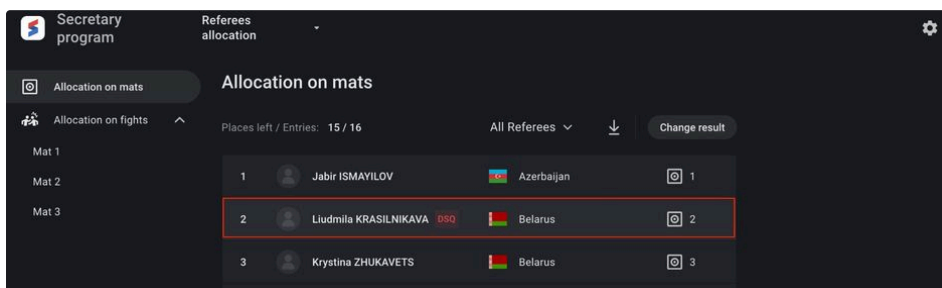 Secretary program
Referees allocation
Allocation on mats
Allocation on fights
Mat 1
Mat 2
Mat 3
Allocation on mats
Places left / Entries: 15 / 16 All Referees Change result
1 Jabir ISMAYILOV Azerbaijan 1
2 Liudmila KRASILNIKAVA DSQ Belarus 2
3 Krystina ZHUKAVETS Belarus 3